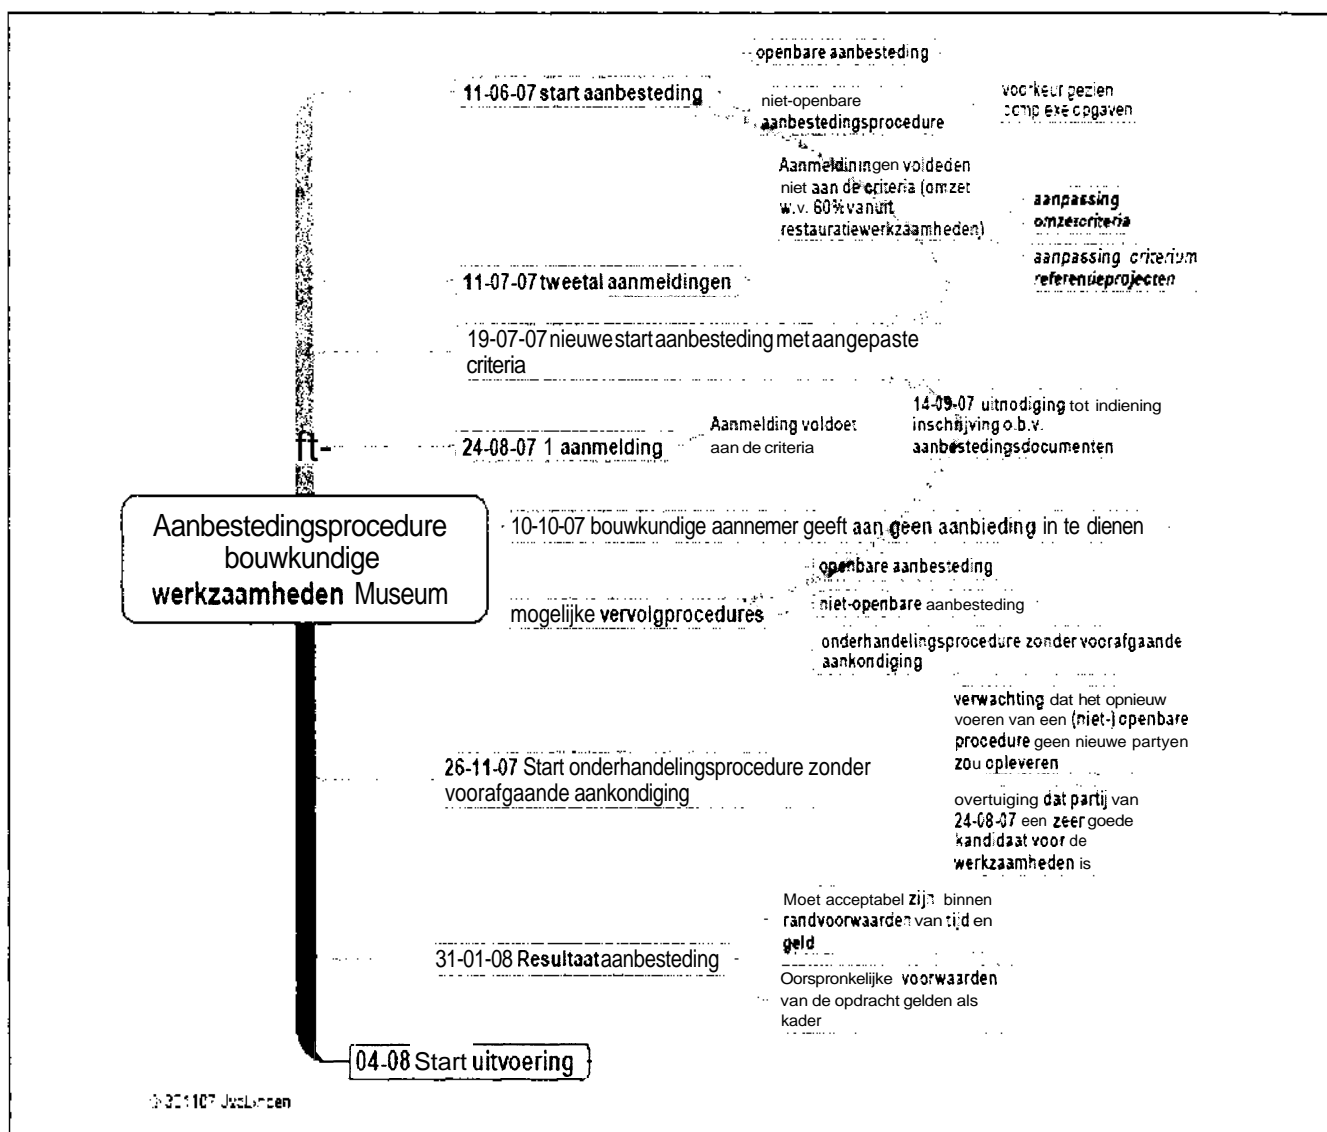 openbare aanbesteding
11-06-07 start aanbesteding
niet-openbare
aanbestedingsprocedure
voorkeur gezien
complexe opgaven
Aanmeldiningen voldeden
niet aan de criteria (omzet
w.v. 60% vanuit
restauratiewerkzaamheden)
aanpassing
omzetcriteria
aanpassing criterium
referentieprojecten
11-07-07 tweetal aanmeldingen
19-07-07 nieuwe start aanbesteding met aangepaste
criteria
24-08-07 1 aanmelding
Aanmelding voldoet
aan de criteria
14-09-07 uitnodiging tot indiening
inschrijving o.b.v.
aanbestedingsdocumenten
ft-
Aanbestedingsprocedure
bouwkundige
werkzaamheden Museum
10-10-07 bouwkundige aannemer geeft aan geen aanbieding in te dienen
mogelijke vervolgprocedures
openbare aanbesteding
niet-openbare aanbesteding
onderhandelingsprocedure zonder voorafgaande
aankondiging
26-11-07 Start onderhandelingsprocedure zonder
voorafgaande aankondiging
verwachting dat het opnieuw
voeren van een (niet-) openbare
procedure geen nieuwe partyen
zou opleveren
overtuiging dat partij van
24-08-07 een zeer goede
kandidaat voor de
werkzaamheden is
31-01-08 Resultaat aanbesteding
Moet acceptabel zijn binnen
randvoorwaarden van tijd en
geld
Oorspronkelijke voorwaarden
van de opdracht gelden als
kader
04-08 Start uitvoering